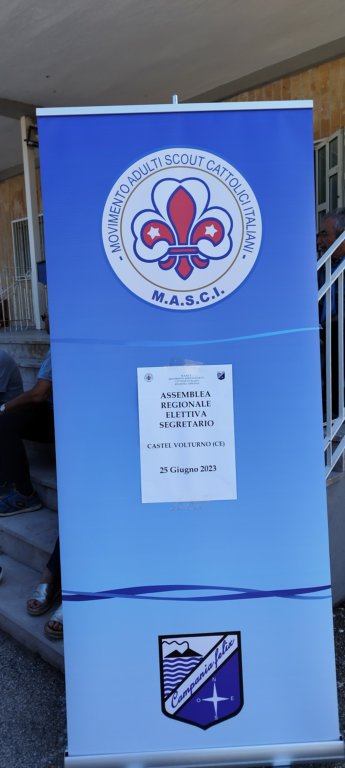 - MOVIMENTO ADULTI SCOUT CATTOLICI ITALIANI -
M.A.S.C.I.
ASSEMBLEA
REGIONALE
ELETTIVA
SEGRETARIO
CASTEL VOLTURNO (CE)
25 Giugno 2023
Campania felix
N
O E
S